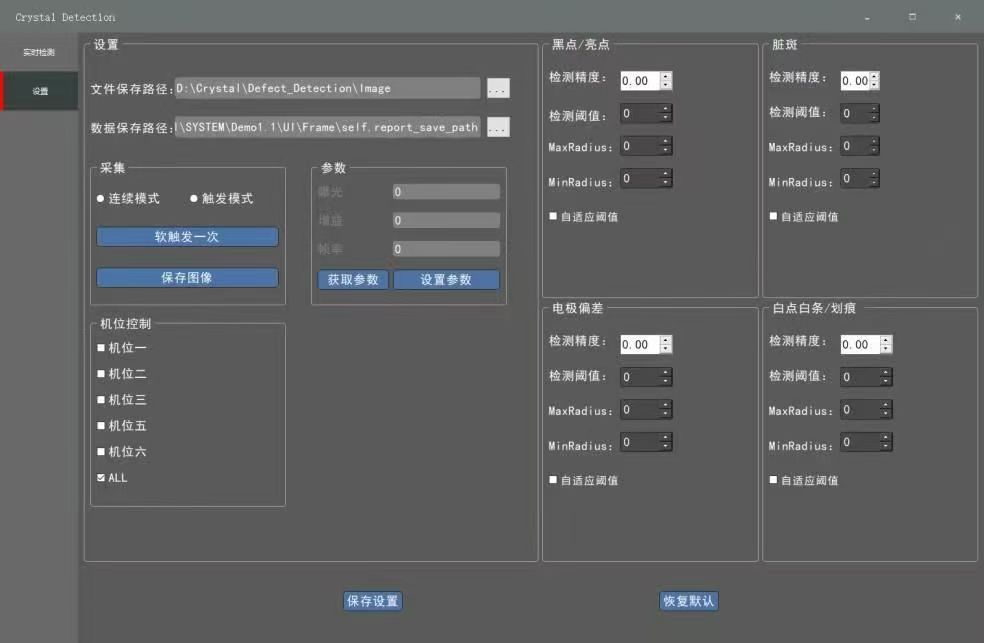 Crystal Detection
实时检测
设置
设置
文件保存路径:
D:\Crystal\Defect_Detection\Image
...
数据保存路径:
\SYSTEM\Demo1.1\UI\Frame\self.report_save_path
...
采集
连续模式
触发模式
软触发一次
保存图像
参数
曝光
0
增益
0
帧率
0
获取参数
设置参数
机位控制
机位一
机位二
机位三
机位五
机位六
ALL
黑点/亮点
检测精度:
0.00
检测阈值:
0
MaxRadius:
0
MinRadius:
0
自适应阈值
脏斑
检测精度:
0.00
检测阈值:
0
MaxRadius:
0
MinRadius:
0
自适应阈值
电极偏差
检测精度:
0.00
检测阈值:
0
MaxRadius:
0
MinRadius:
0
自适应阈值
白点白条/划痕
检测精度:
0.00
检测阈值:
0
MaxRadius:
0
MinRadius:
0
自适应阈值
保存设置
恢复默认